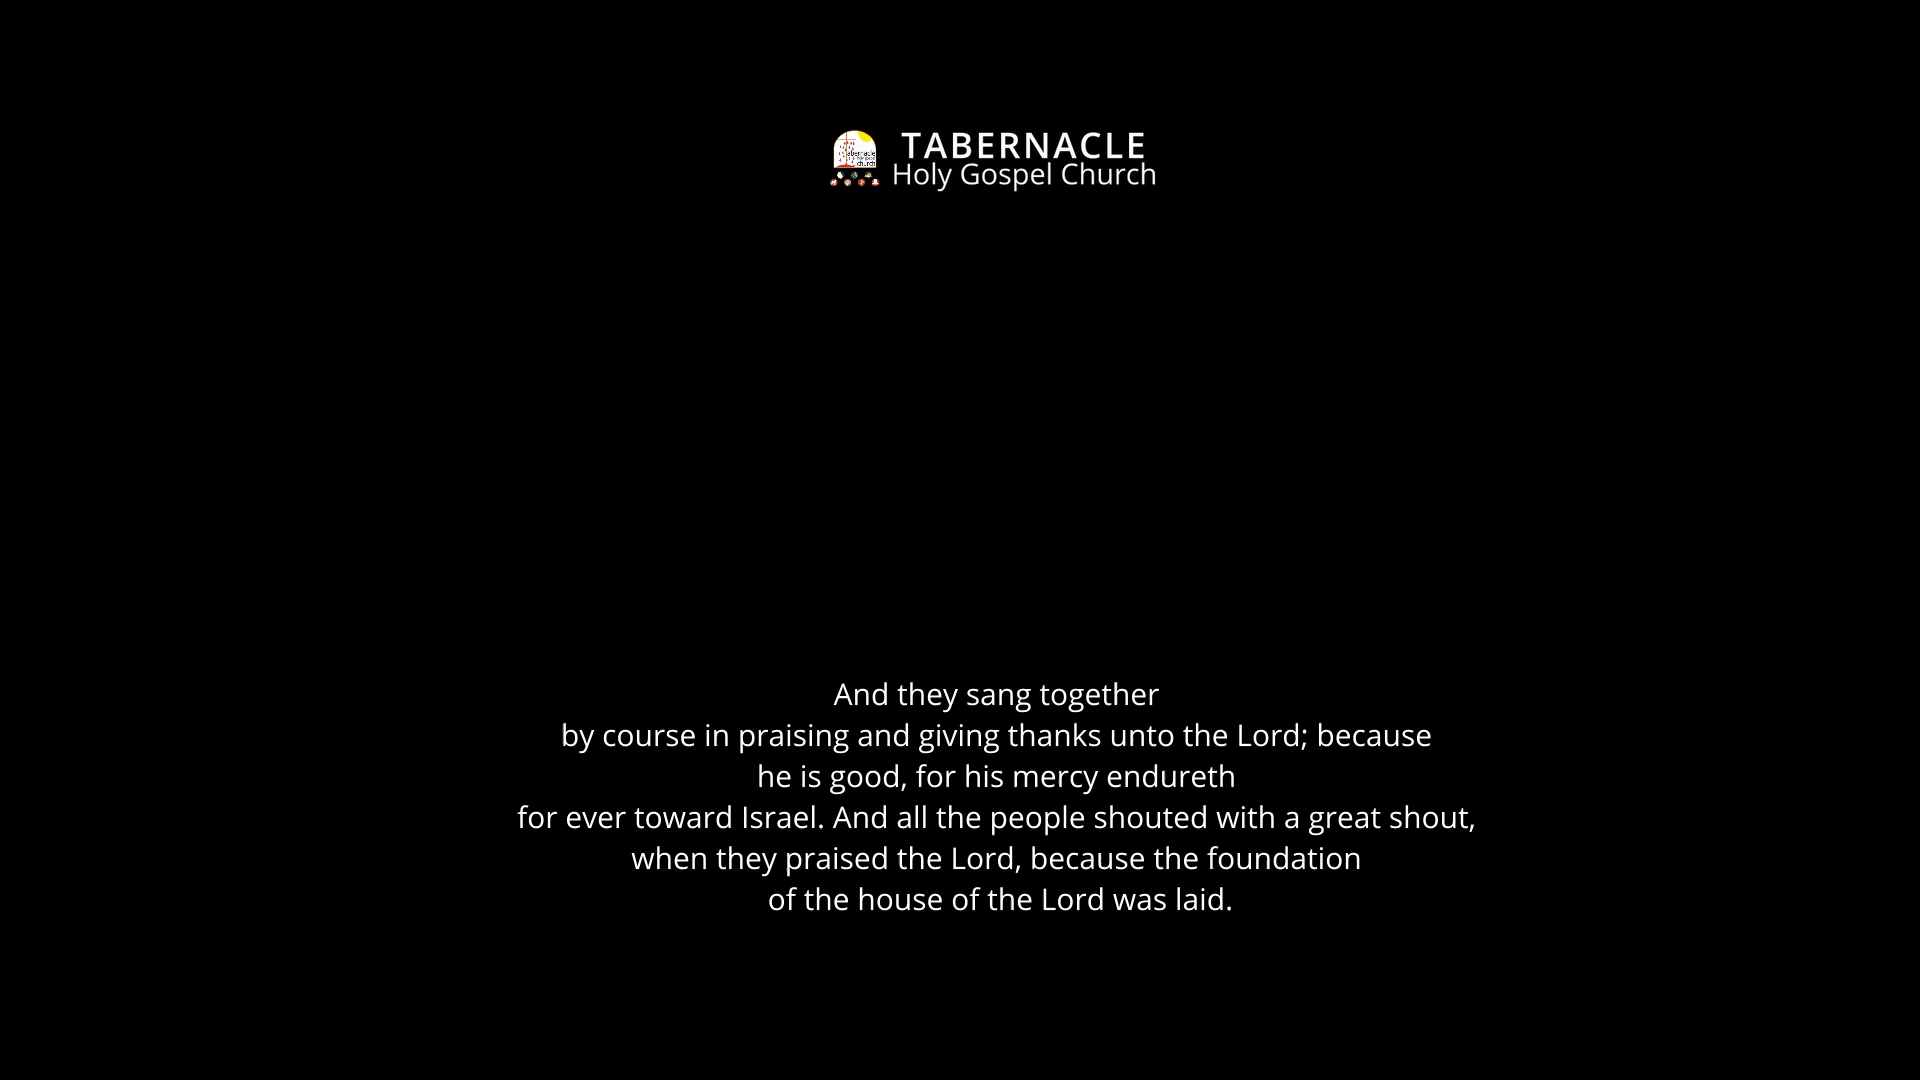 TABERNACLE
Holy Gospel Church
abernacle
church
And they sang together
by course in praising and giving thanks unto the Lord; because
he is good, for his mercy endureth
for ever toward Israel. And all the people shouted with a great shout,
when they praised the Lord, because the foundation
of the house of the Lord was laid.